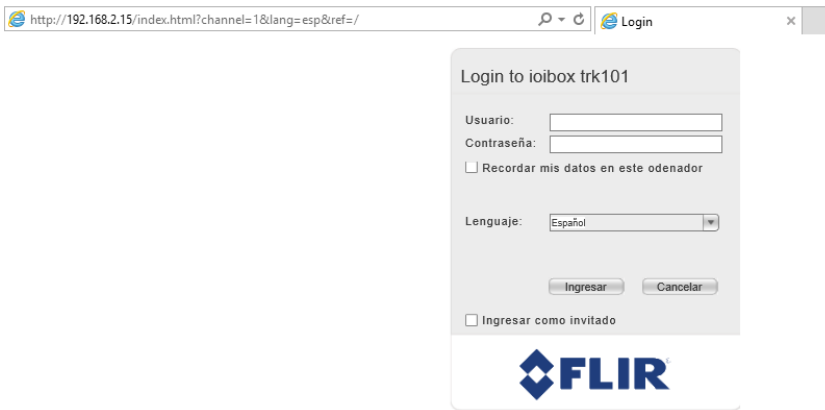 http://192.168.2.15/index.html?channel=1&lang=esp&ref=/
Login
Login to ioibox trk101
Usuario:
Contraseña:
Recordar mis datos en este odenador
Lenguaje:
Español
Ingresar
Cancelar
Ingresar como invitado
FLIR